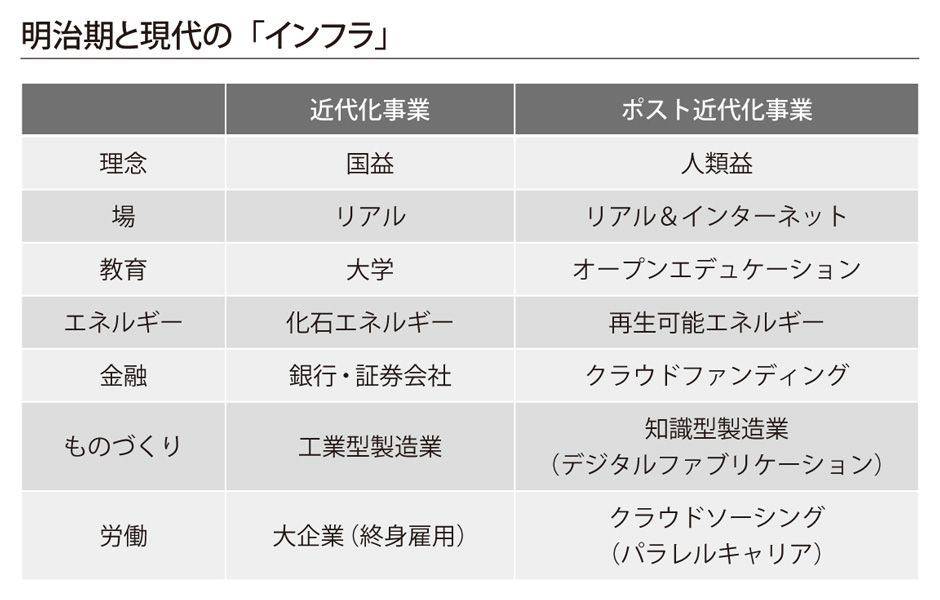 明治期と現代の「インフラ」
近代化事業 ポスト近代化事業
理念 国益 人類益
場 リアル リアル&インターネット
教育 大学 オープンエデュケーション
エネルギー 化石エネルギー 再生可能エネルギー
金融 銀行・証券会社 クラウドファンディング
ものづくり 工業型製造業 知識型製造業
(デジタルファブリケーション)
労働 大企業(終身雇用) クラウドソーシング
(パラレルキャリア)